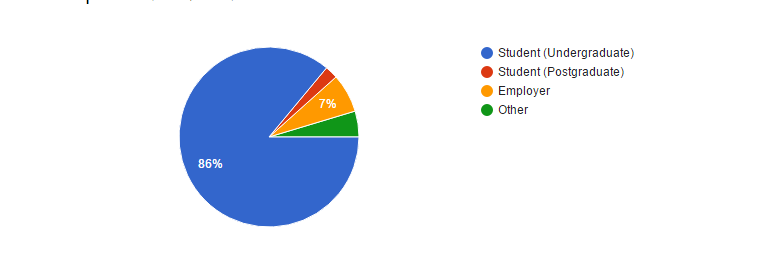 Student (Undergraduate)
Student (Postgraduate)
Employer
Other
7%
86%